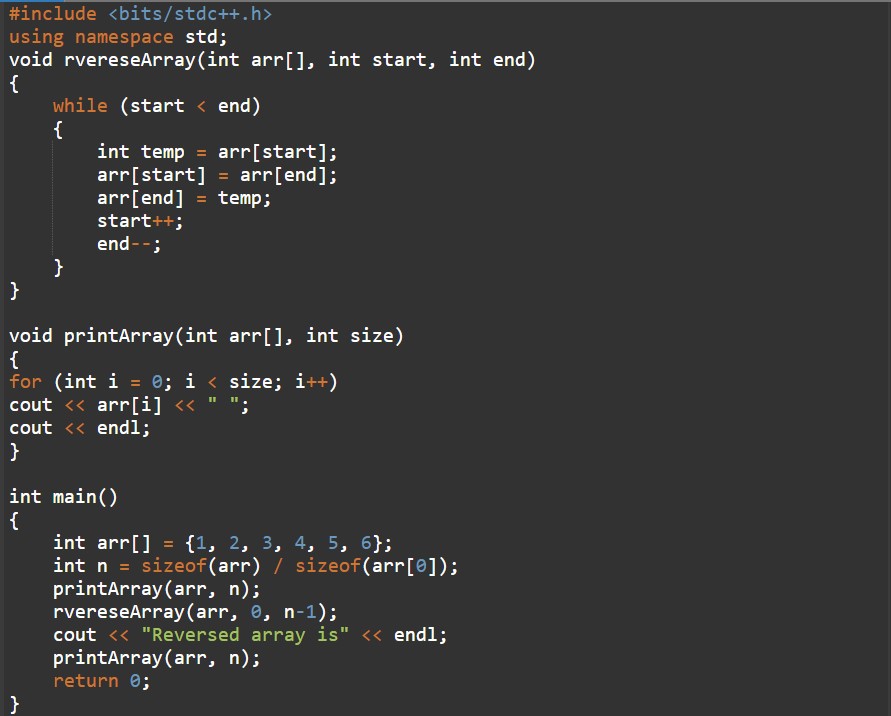 #include <bits/stdc++.h>
using namespace std;
void rvereseArray(int arr[], int start, int end)
{
    while (start < end)
    {
        int temp = arr[start];
        arr[start] = arr[end];
        arr[end] = temp;
        start++;
        end--;
    }
}

void printArray(int arr[], int size)
{
for (int i = 0; i < size; i++)
cout << arr[i] << " ";
cout << endl;
}

int main()
{
    int arr[] = {1, 2, 3, 4, 5, 6};
    int n = sizeof(arr) / sizeof(arr[0]);
    printArray(arr, n);
    rvereseArray(arr, 0, n-1);
    cout << "Reversed array is" << endl;
    printArray(arr, n);
    return 0;
}